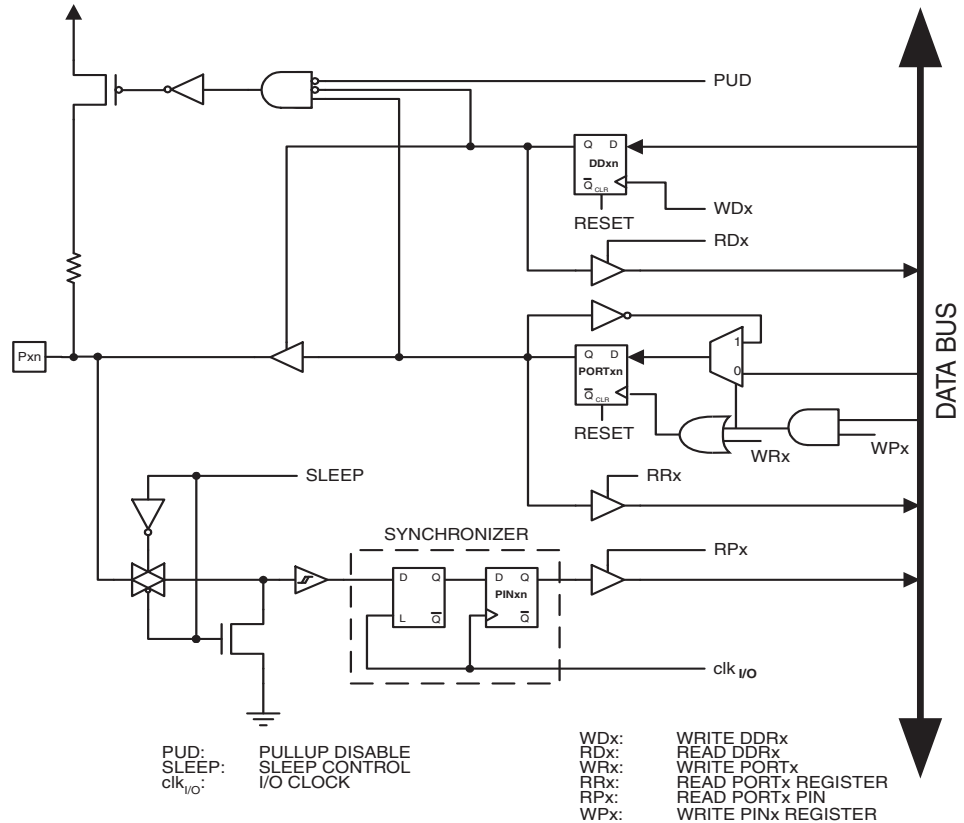 PUD
Q D
DDxn
Q CLR
WDx
RESET
RDx
1
Pxn
Q D
PORTxn
0
Q CLR
RESET
WRx
WPx
DATA BUS
SLEEP
RRx
SYNCHRONIZER
RPx
D Q
D Q
PINxn
L Q
Q
clk I/O
PUD: PULLUP DISABLE
SLEEP: SLEEP CONTROL
clkI/O: I/O CLOCK
WDx: WRITE DDRx
RDx: READ DDRx
WRx: WRITE PORTx
RRx: READ PORTx REGISTER
RPx: READ PORTx PIN
WPx: WRITE PINx REGISTER